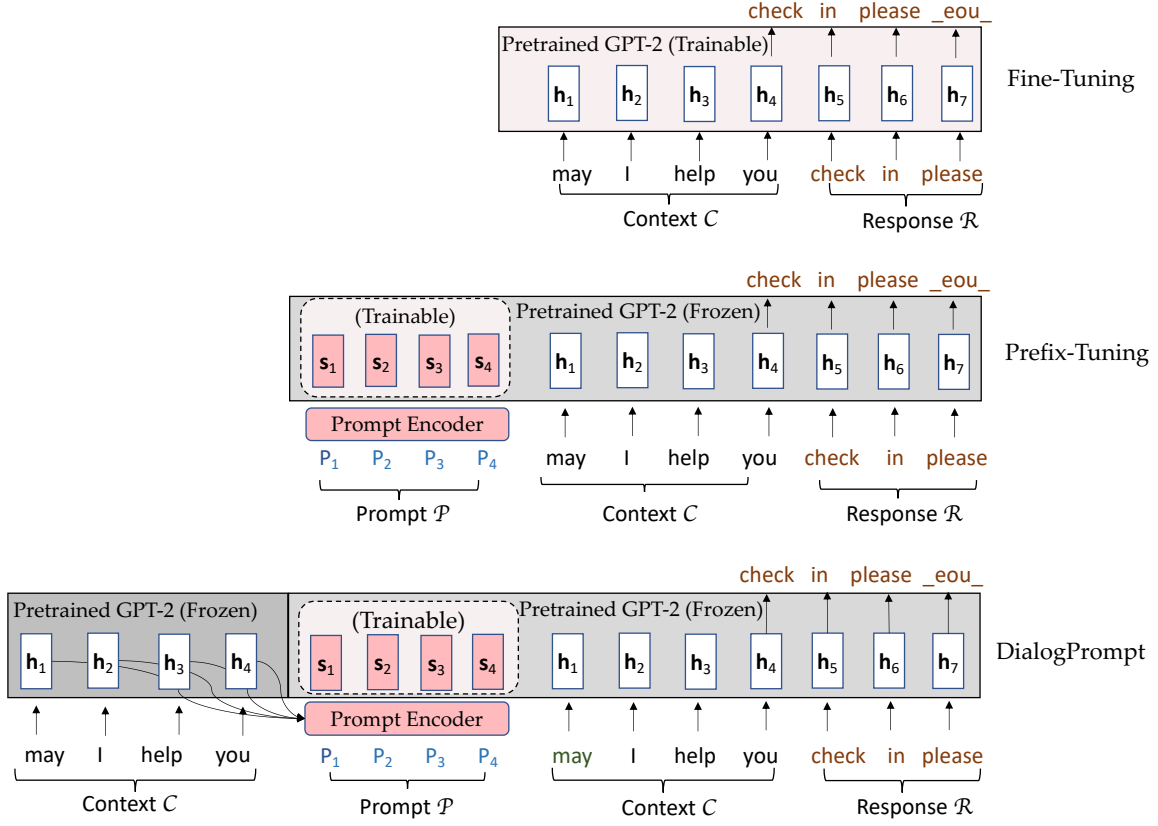 check in please _eou_
Pretrained GPT-2 (Trainable)
h1 h2 h3 h4 h5 h6 h7
Fine-Tuning
may I help you check in please
Context C Response R
check in please _eou_
(Trainable) Pretrained GPT-2 (Frozen)
s1 s2 s3 s4 h1 h2 h3 h4 h5 h6 h7
Prefix-Tuning
Prompt Encoder
P1 P2 P3 P4 may I help you check in please
Prompt P Context C Response R
check in please _eou_
Pretrained GPT-2 (Frozen) (Trainable) Pretrained GPT-2 (Frozen)
h1 h2 h3 h4 s1 s2 s3 s4 h1 h2 h3 h4 h5 h6 h7
DialogPrompt
Prompt Encoder
may I help you P1 P2 P3 P4 may I help you check in please
Context C Prompt P Context C Response R